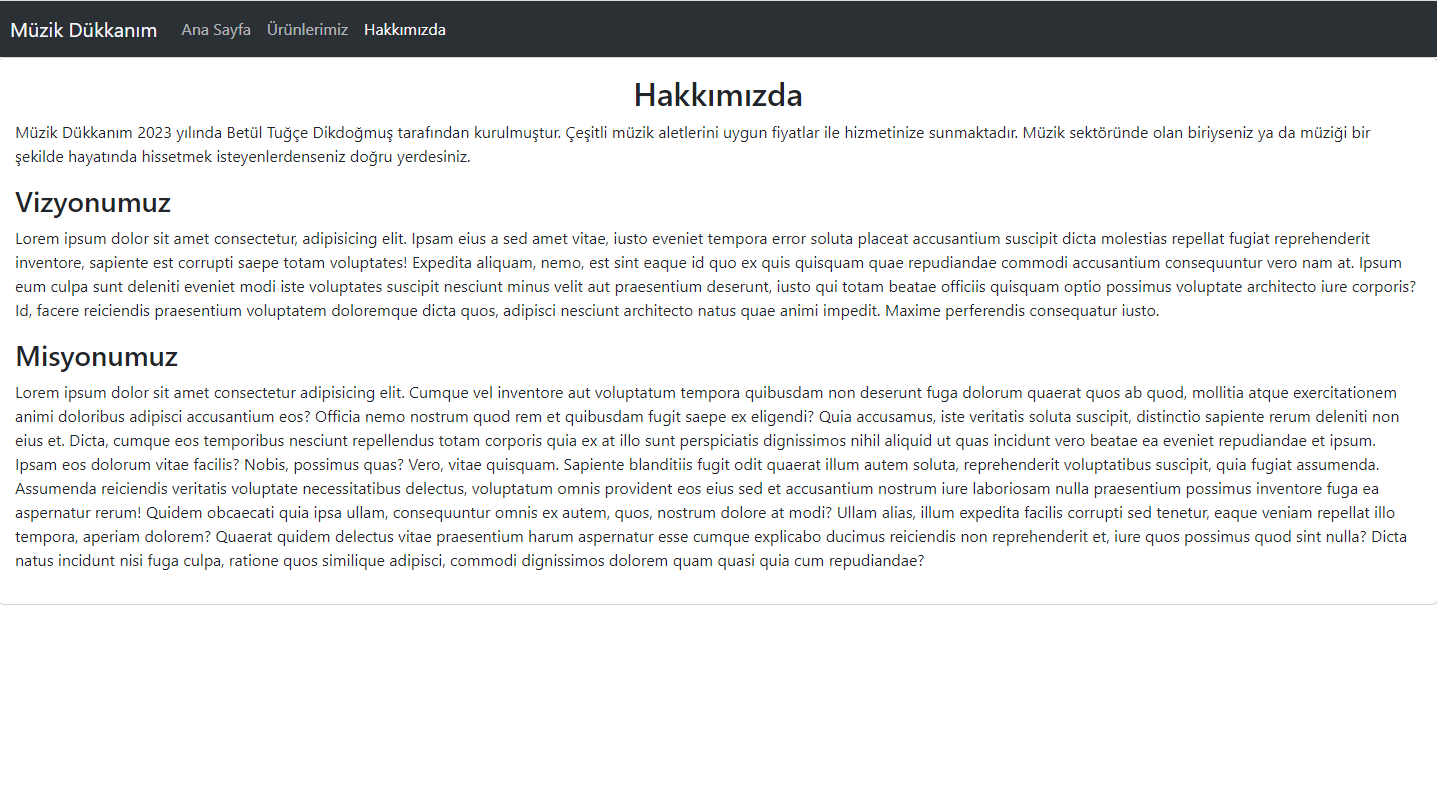 Müzik Dükkanım Ana Sayfa Ürünlerimiz Hakkımızda
Hakkımızda
Müzik Dükkanım 2023 yılında Betül Tuğçe Dikdoğmuş tarafından kurulmuştur. Çeşitli müzik aletlerini uygun fiyatlar ile hizmetinize sunmaktadır. Müzik sektöründe olan biriyseniz ya da müziği bir
şekilde hayatında hissetmek isteyenlerdenseniz doğru yerdesiniz.
Vizyonumuz
Lorem ipsum dolor sit amet consectetur, adipisicing elit. Ipsam eius a sed amet vitae, iusto eveniet tempora error soluta placeat accusantium suscipit dicta molestias repellat fugiat reprehenderit
inventore, sapiente est corrupti saepe totam voluptates! Expedita aliquam, nemo, est sint eaque id quo ex quis quisquam quae repudiandae commodi accusantium consequuntur vero nam at. Ipsum
eum culpa sunt deleniti eveniet modi iste voluptates suscipit nesciunt minus velit aut praesentium deserunt, iusto qui totam beatae officiis quisquam optio possimus voluptate architecto iure corporis?
Id, facere reiciendis praesentium voluptatem doloremque dicta quos, adipisci nesciunt architecto natus quae animi impedit. Maxime perferendis consequatur iusto.
Misyonumuz
Lorem ipsum dolor sit amet consectetur adipisicing elit. Cumque vel inventore aut voluptatum tempora quibusdam non deserunt fuga dolorum quaerat quos ab quod, mollitia atque exercitationem
animi doloribus adipisci accusantium eos? Officia nemo nostrum quod rem et quibusdam fugit saepe ex eligendi? Quia accusamus, iste veritatis soluta suscipit, distinctio sapiente rerum deleniti non
eius et. Dicta, cumque eos temporibus nesciunt repellendus totam corporis quia ex at illo sunt perspiciatis dignissimos nihil aliquid ut quas incidunt vero beatae ea eveniet repudiandae et ipsum.
Ipsam eos dolorum vitae facilis? Nobis, possimus quas? Vero, vitae quisquam. Sapiente blanditiis fugit odit quaerat illum autem soluta, reprehenderit voluptatibus suscipit, quia fugiat assumenda.
Assumenda reiciendis veritatis voluptate necessitatibus delectus, voluptatum omnis provident eos eius sed et accusantium nostrum iure laboriosam nulla praesentium possimus inventore fuga ea
aspernatur rerum! Quidem obcaecati quia ipsa ullam, consequuntur omnis ex autem, quos, nostrum dolore at modi? Ullam alias, illum expedita facilis corrupti sed tenetur, eaque veniam repellat illo
tempora, aperiam dolorem? Quaerat quidem delectus vitae praesentium harum aspernatur esse cumque explicabo ducimus reiciendis non reprehenderit et, iure quos possimus quod sint nulla? Dicta
natus incidunt nisi fuga culpa, ratione quos similique adipisci, commodi dignissimos dolorem quam quasi quia cum repudiandae?